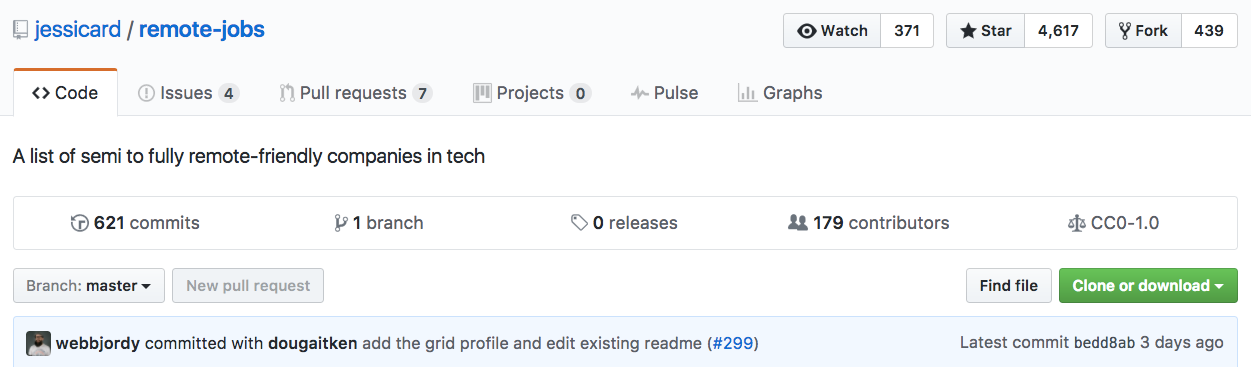 jessicard / remote-jobs Watch 371 Star 4,617 Fork 439
Code Issues 4 Pull requests 7 Projects 0 Pulse Graphs
A list of semi to fully remote-friendly companies in tech
621 commits 1 branch 0 releases 179 contributors CC0-1.0
Branch: master New pull request Find file Clone or download
webbjordy committed with dougaitken add the grid profile and edit existing readme (#299) Latest commit bedd8ab 3 days ago